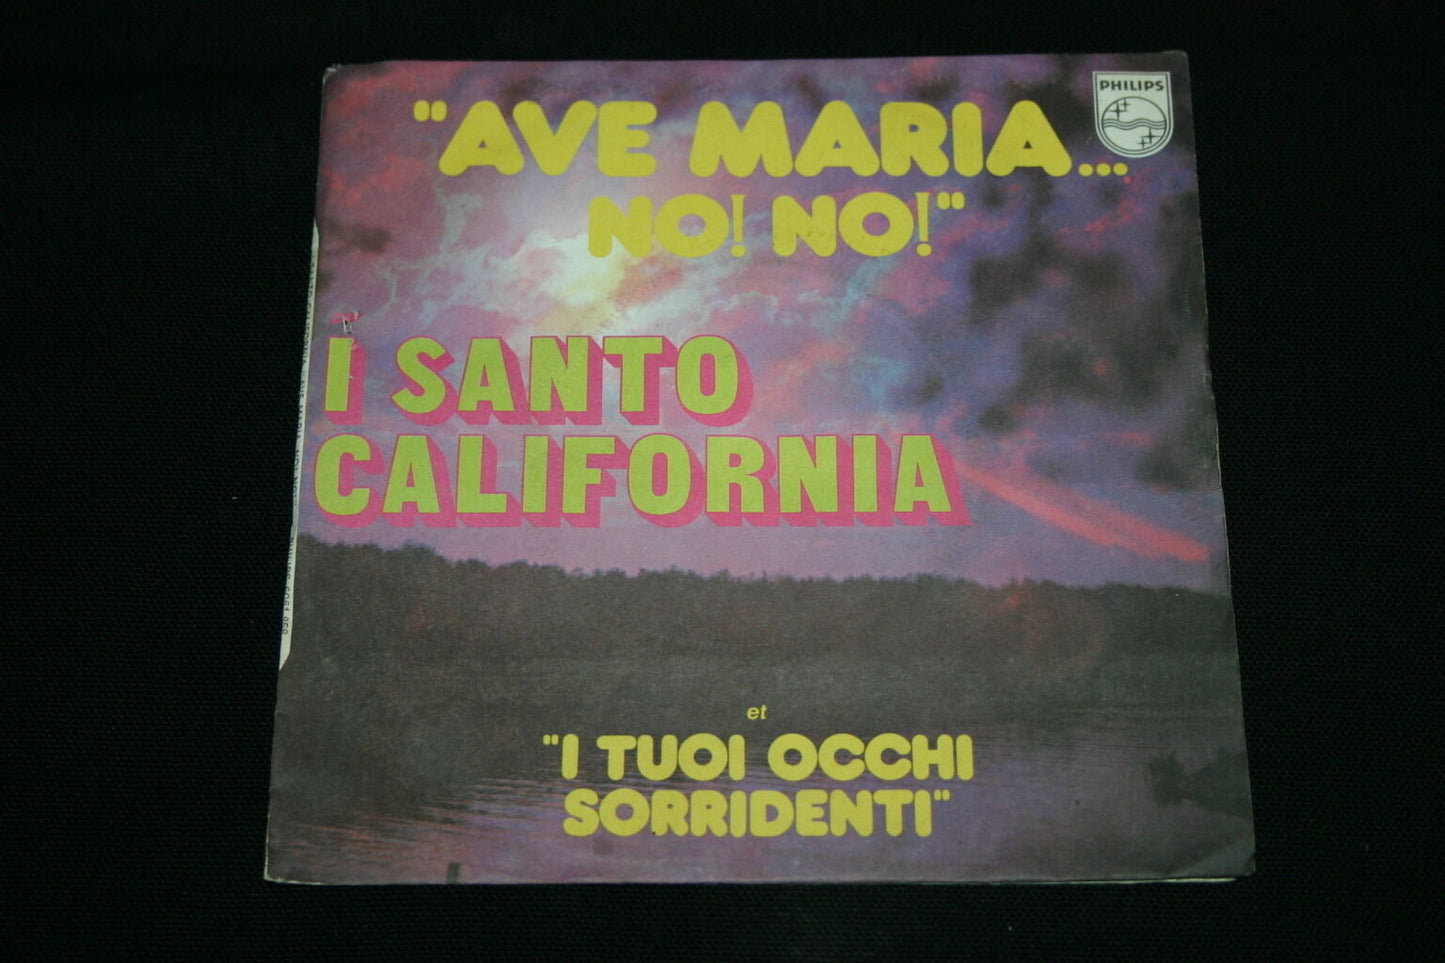 "AVE MARIA...
NO! NO!"
PHILIPS
I SANTO
CALIFORNIA
et
"I TUOI OCCHI
SORRIDENTI"